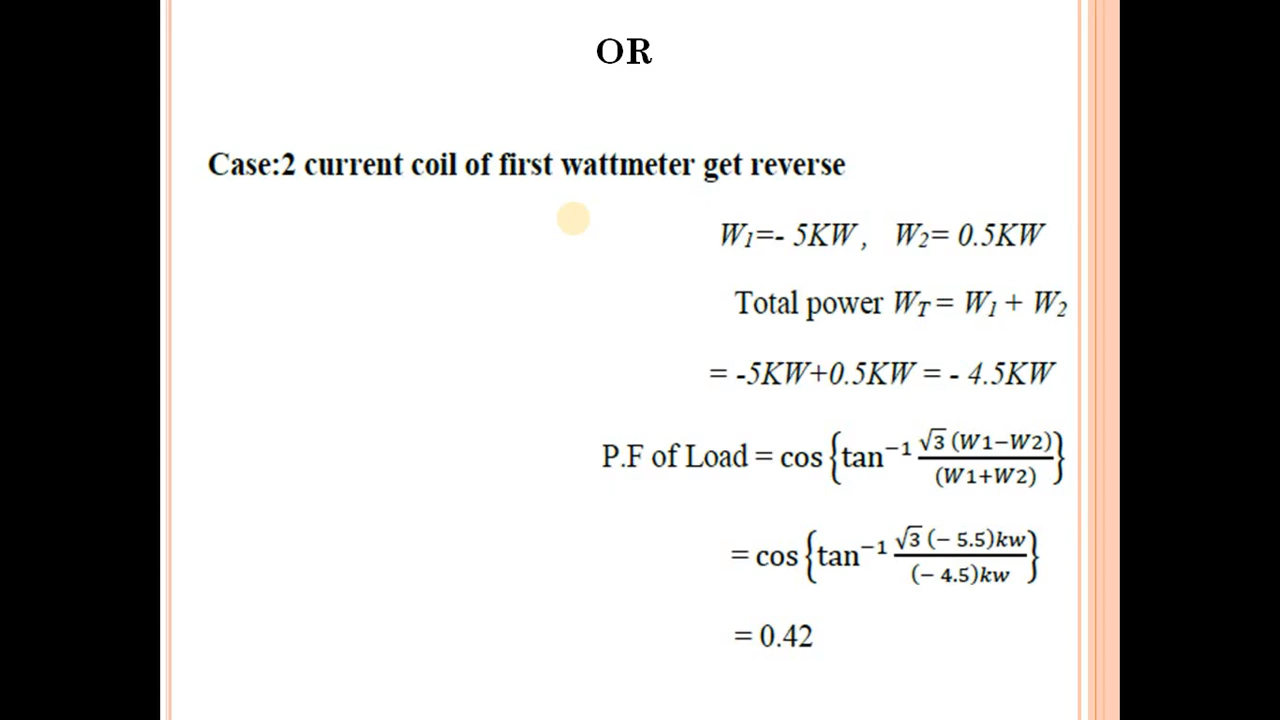 OR
Case:2 current coil of first wattmeter get reverse
W1=- 5KW , W2= 0.5KW
Total power WT = W1 + W2
= -5KW+0.5KW = - 4.5KW
P.F of Load = cos {tan⁻¹ √3 (W1−W2) / (W1+W2)}
= cos {tan⁻¹ √3 (− 5.5)kw / (− 4.5)kw}
= 0.42